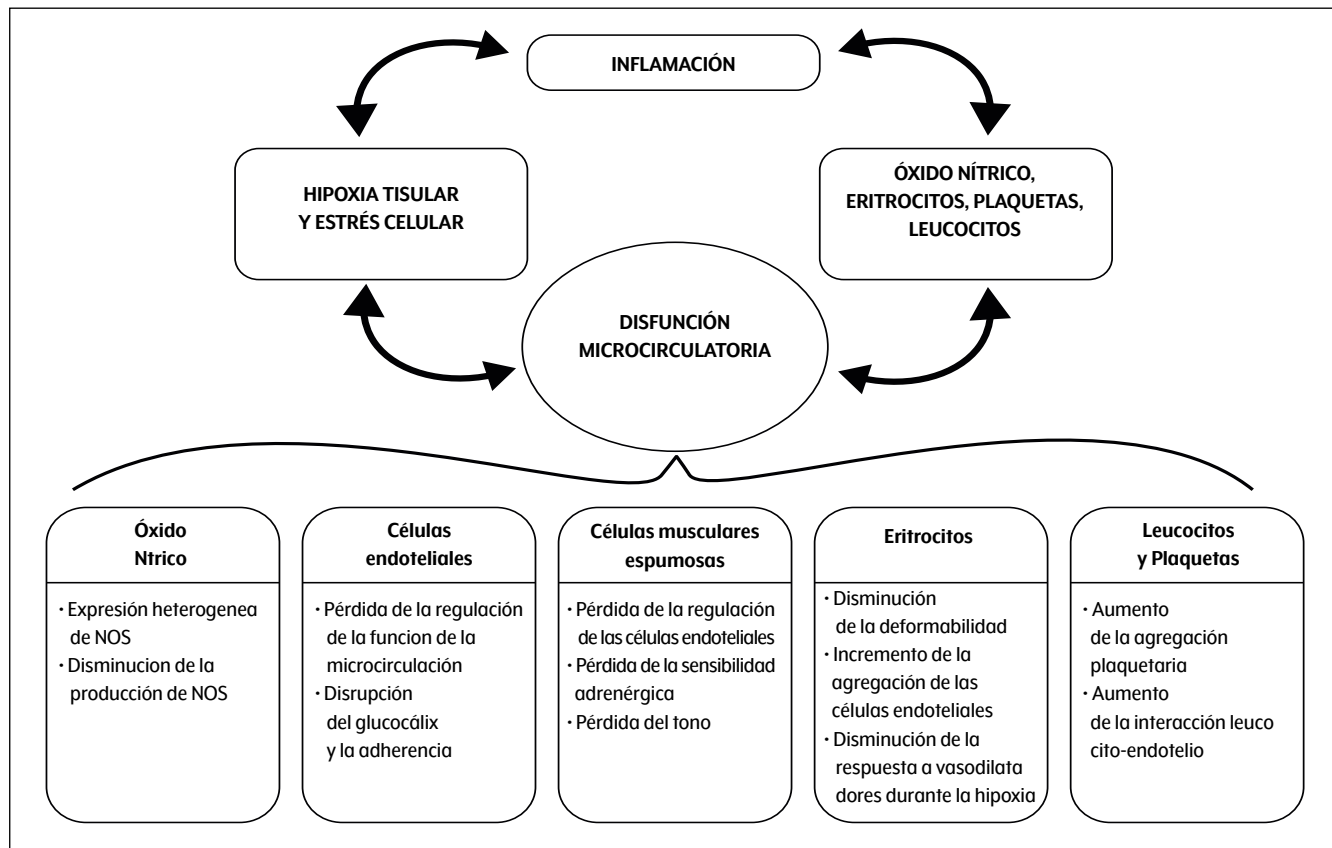 INFLAMACIÓN
HIPOXIA TISULAR
Y ESTRÉS CELULAR
ÓXIDO NÍTRICO,
ERITROCITOS, PLAQUETAS,
LEUCOCITOS
DISFUNCIÓN
MICROCIRCULATORIA
Óxido
Ntrico
· Expresión heterogenea
de NOS
· Disminucion de la
producción de NOS
Células
endoteliales
· Pérdida de la regulación
de la funcion de la
microcirculación
· Disrupción
del glucocálix
y la adherencia
Células musculares
espumosas
· Pérdida de la regulación
de las células endoteliales
· Pérdida de la sensibilidad
adrenérgica
· Pérdida del tono
Eritrocitos
· Disminución
de la deformabilidad
· Incremento de la
agregación de las
células endoteliales
· Disminución de la
respuesta a vasodilata
dores durante la hipoxia
Leucocitos
y Plaquetas
· Aumento
de la agregación
plaquetaria
· Aumento
de la interacción leuco
cito-endotelio